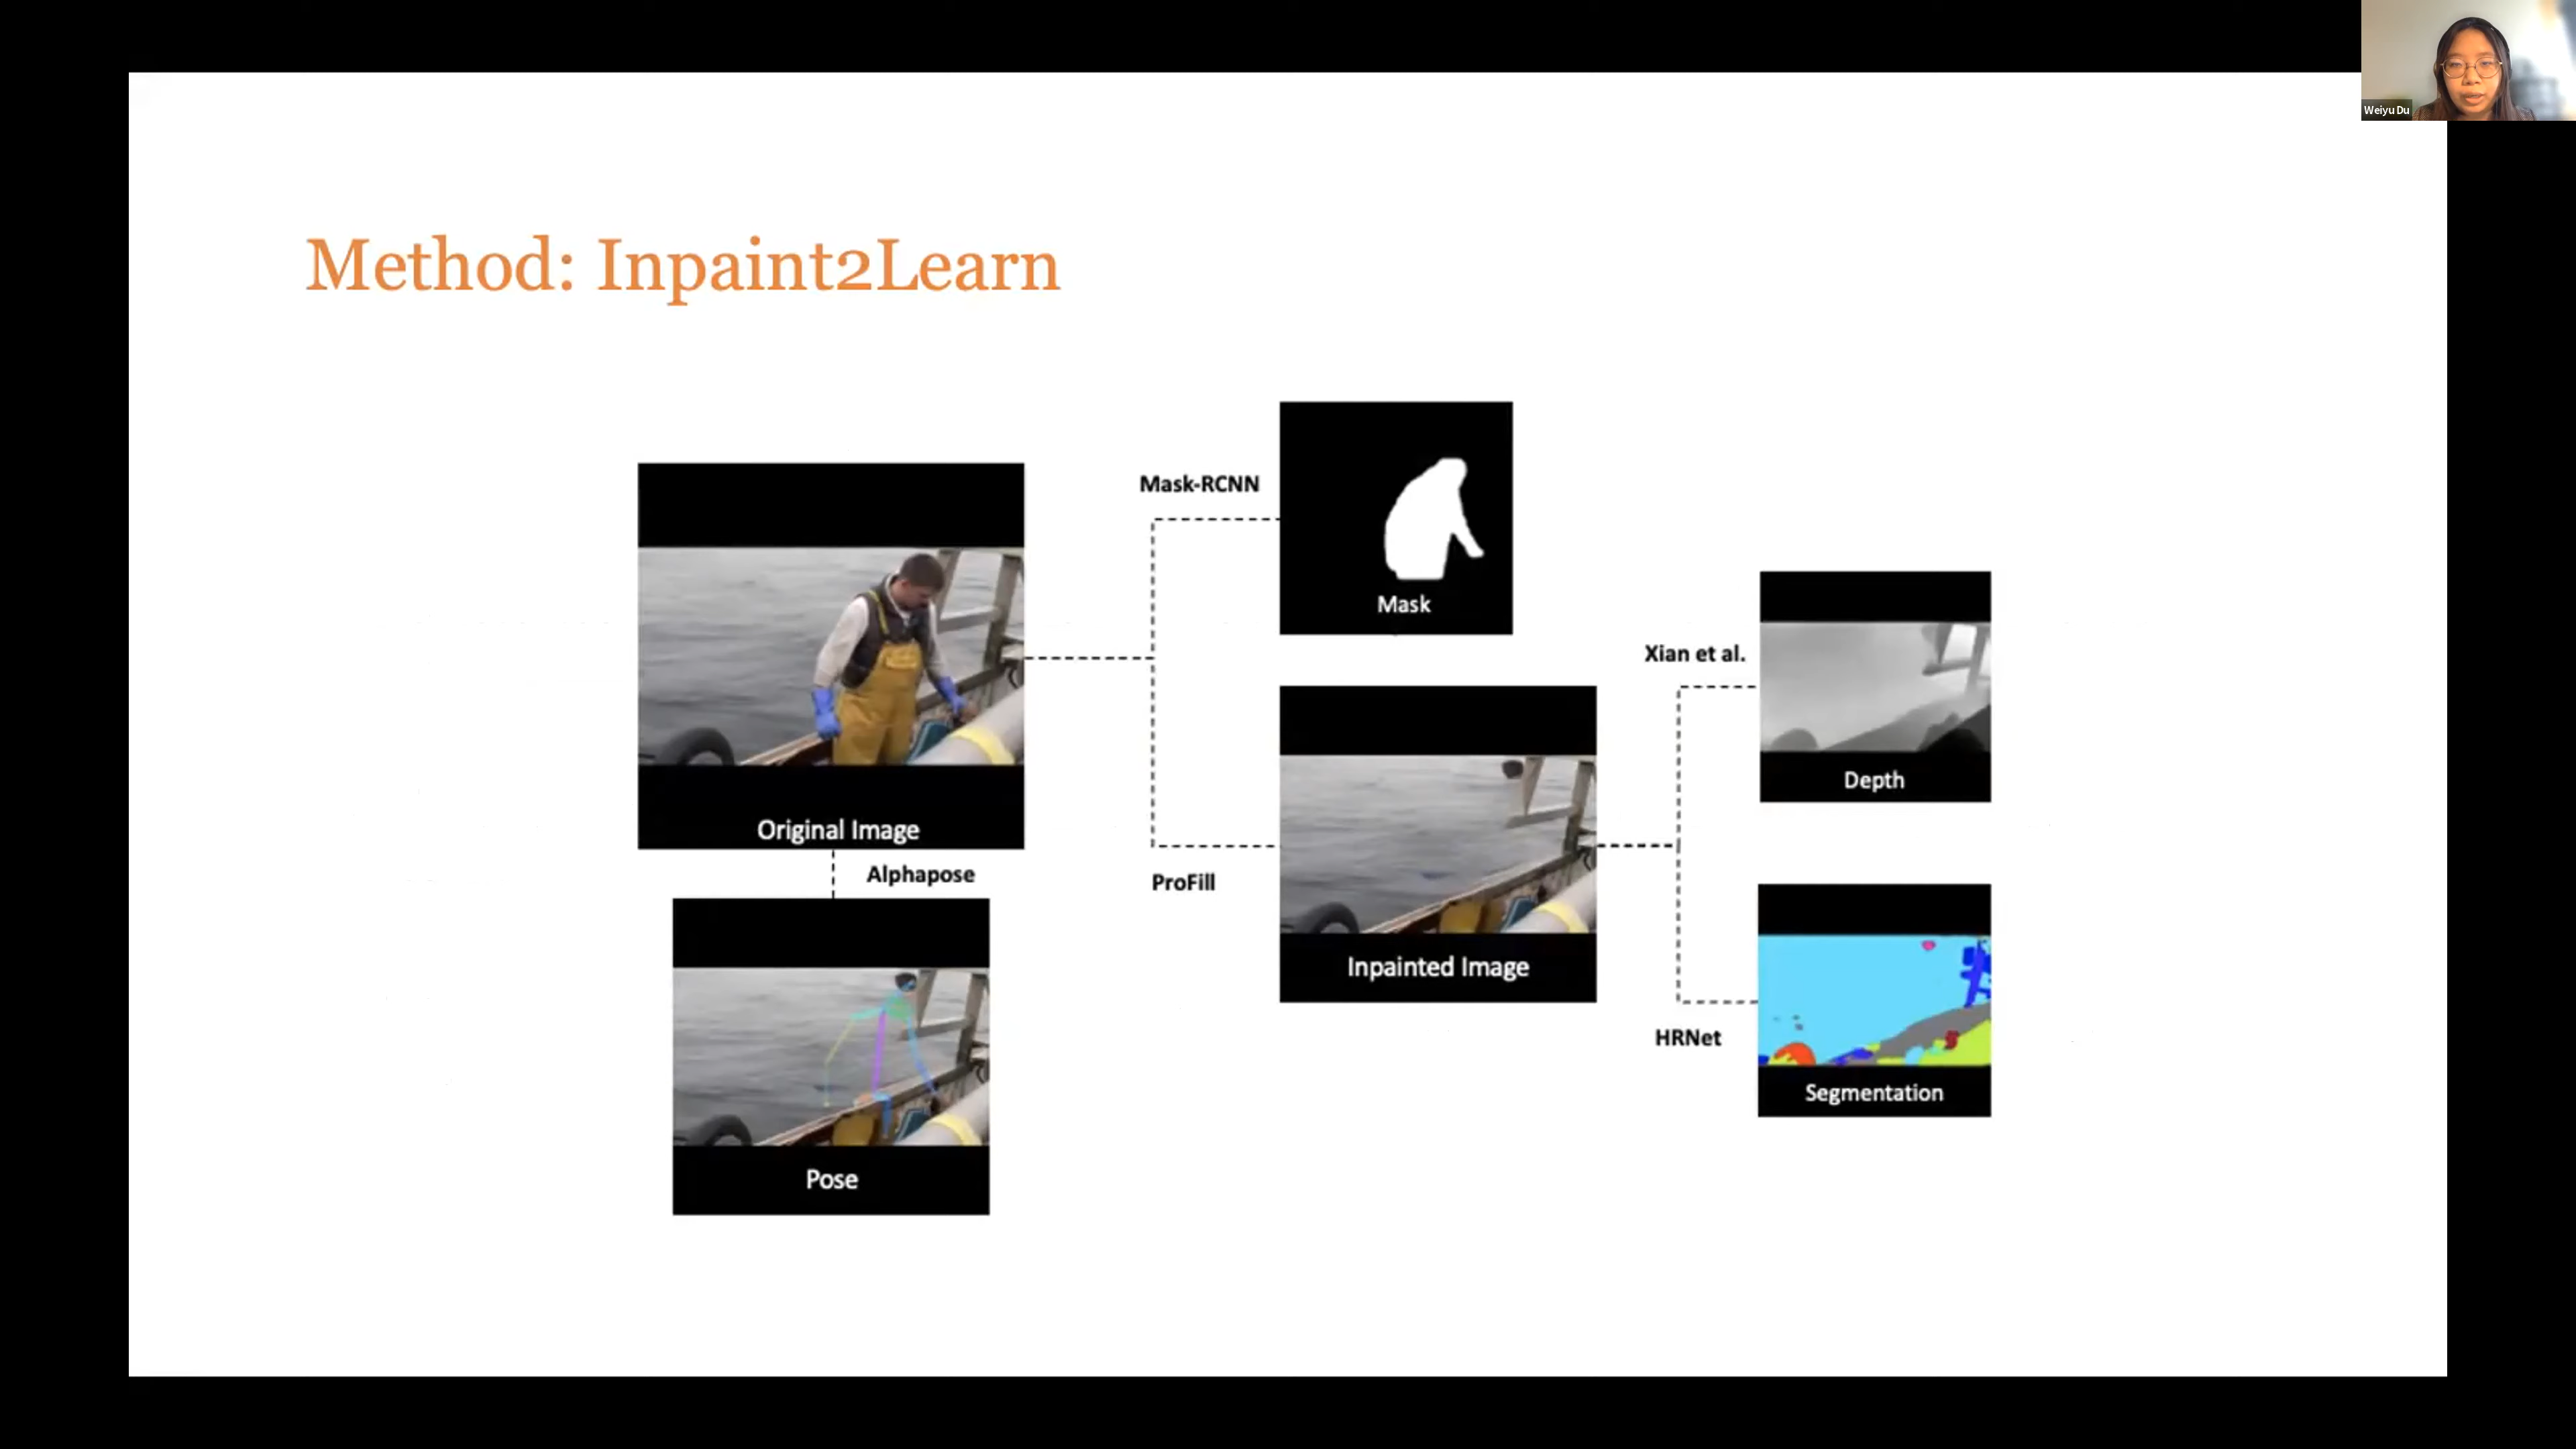 Weiyu Du
Method: Inpaint2Learn
Mask-RCNN
Mask
Xian et al.
Depth
Original Image
Alphapose
ProFill
Inpainted Image
HRNet
Segmentation
Pose